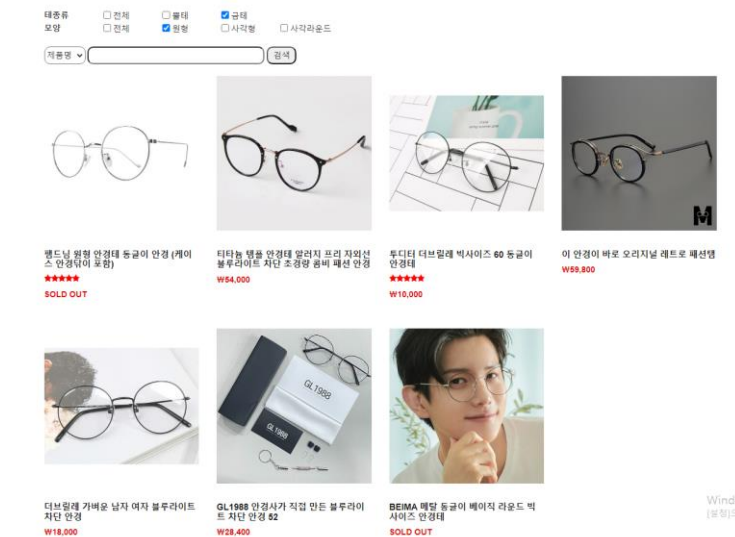 태종류 전체 뿔테 금테
모양 전체 원형 사각형 사각라운드
제품명 검색
쌤드님 원형 안경테 동글이 안경 (케이
스 안경닦이 포함)
SOLD OUT
티타늄 템플 안경테 알러지 프리 자외선
블루라이트 차단 초경량 콤비 패션 안경
₩54,000
투디터 더브릴레 빅사이즈 60 동글이
안경테
₩10,000
이 안경이 바로 오리지널 레트로 패션템
₩59,800
M
더브릴레 가벼운 남자 여자 블루라이트
차단 안경
₩18,000
GL1988
GL1988
GL1988 안경사가 직접 만든 블루라이
트 차단 안경 52
₩28,400
BEIMA 메탈 동글이 베이직 라운드 빅
사이즈 안경테
SOLD OUT
Wind